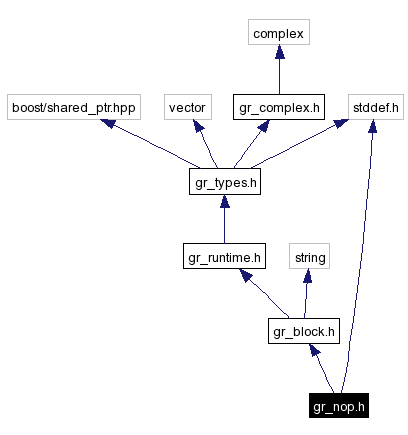 complex
boost/shared_ptr.hpp
vector
gr_complex.h
stddef.h
gr_types.h
gr_runtime.h
string
gr_block.h
gr_nop.h